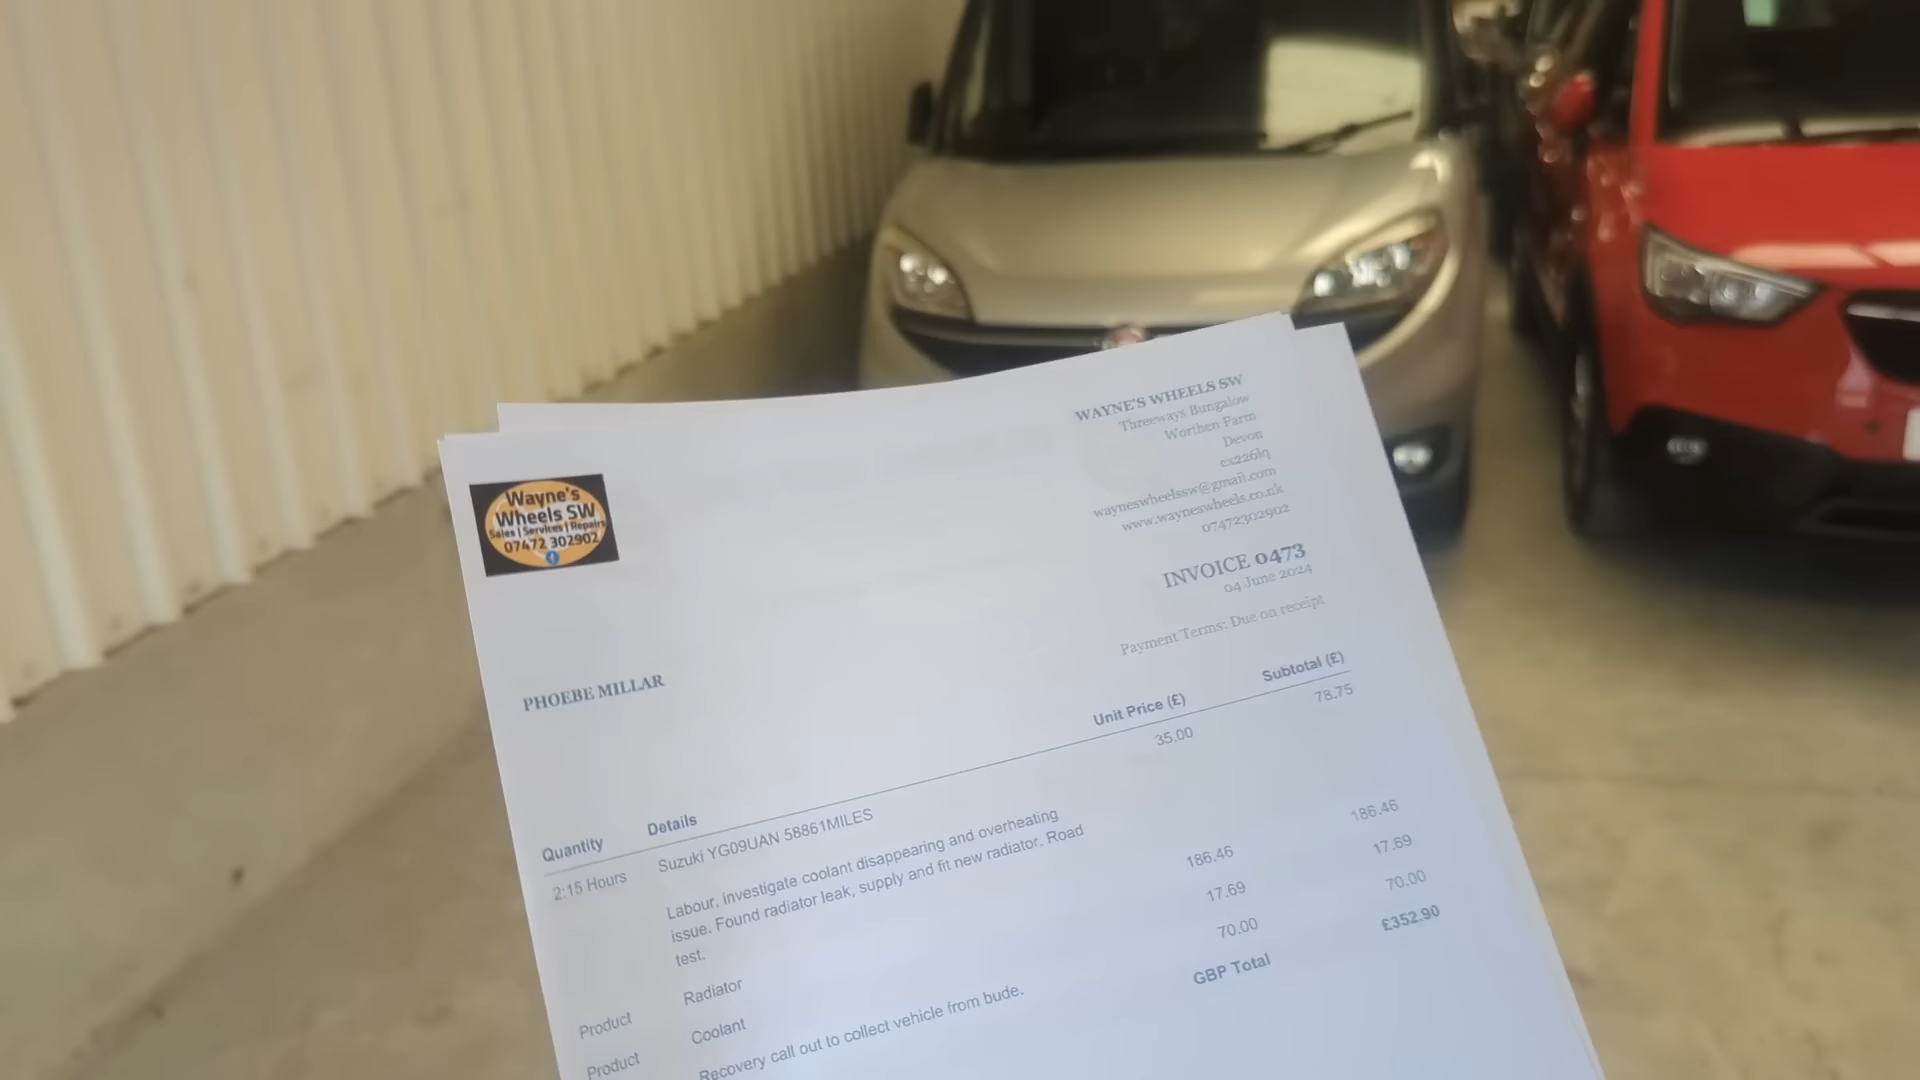 WAYNE'S WHEELS SW
Threeways Bungalow
Worthen Farm
Devon
ex226lq
wayneswheelssw@gmail.com
www.wayneswheels.co.uk
07472302902
Wayne's
Wheels SW
Sales | Services | Repairs
07472 302902
INVOICE 0473
04 June 2024
Payment Terms: Due on receipt
PHOEBE MILLAR
Quantity Details Unit Price (£) Subtotal (£)
2:15 Hours Suzuki YG09UAN 58861MILES 35.00 78.75
Labour, investigate coolant disappearing and overheating
issue. Found radiator leak, supply and fit new radiator. Road
test.
Product Radiator 186.46 186.46
Product Coolant 17.69 17.69
Recovery call out to collect vehicle from bude. 70.00 70.00
GBP Total £352.90